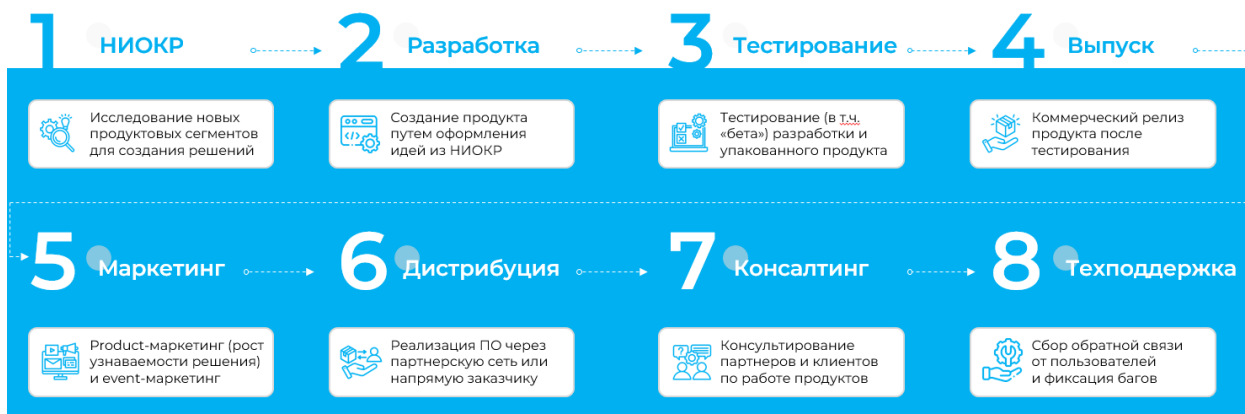 1 НИОКР
2 Разработка
3 Тестирование
4 Выпуск
Исследование новых
продуктовых сегментов
для создания решений
Создание продукта
путем оформления
идей из НИОКР
Тестирование (в т.ч.
«бета») разработки и
упакованного продукта
Коммерческий релиз
продукта после
тестирования
5 Маркетинг
6 Дистрибуция
7 Консалтинг
8 Техподдержка
Product-маркетинг (рост
узнаваемости решения)
и event-маркетинг
Реализация ПО через
партнерскую сеть или
напрямую заказчику
Консультирование
партнеров и клиентов
по работе продуктов
Сбор обратной связи
от пользователей
и фиксация багов